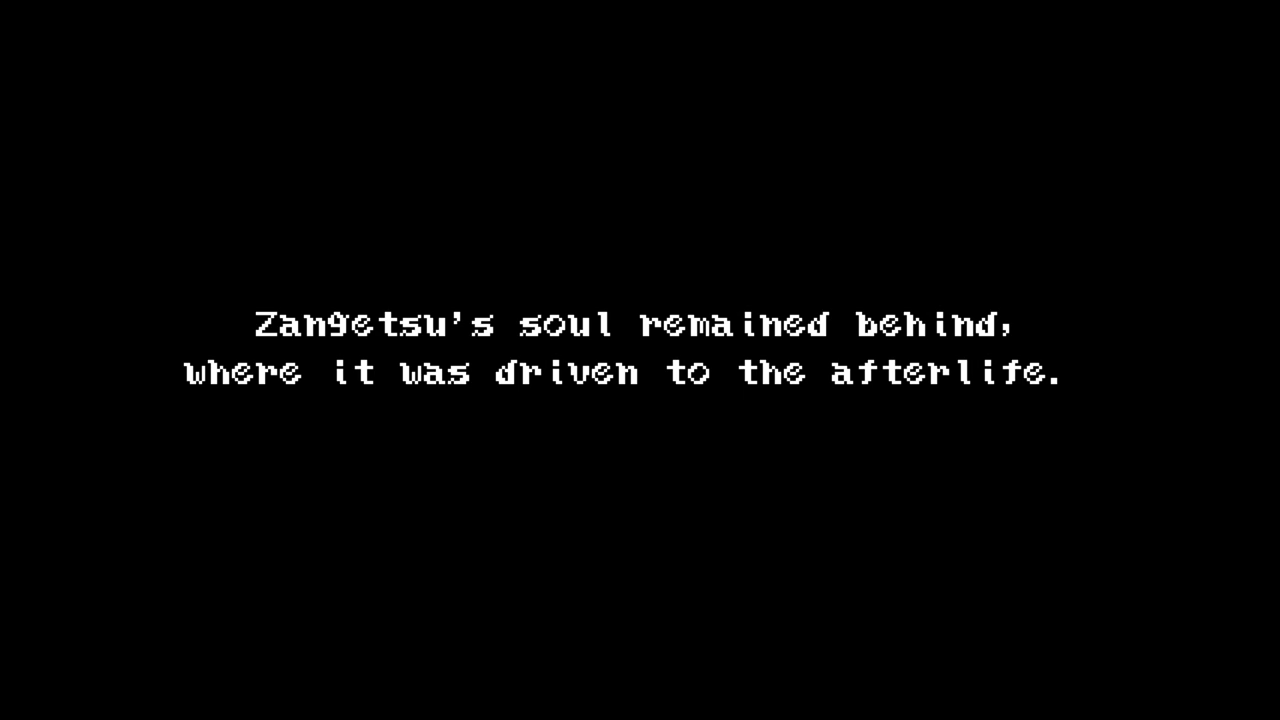 Zangetsu's soul remained behind,
where it was driven to the afterlife.